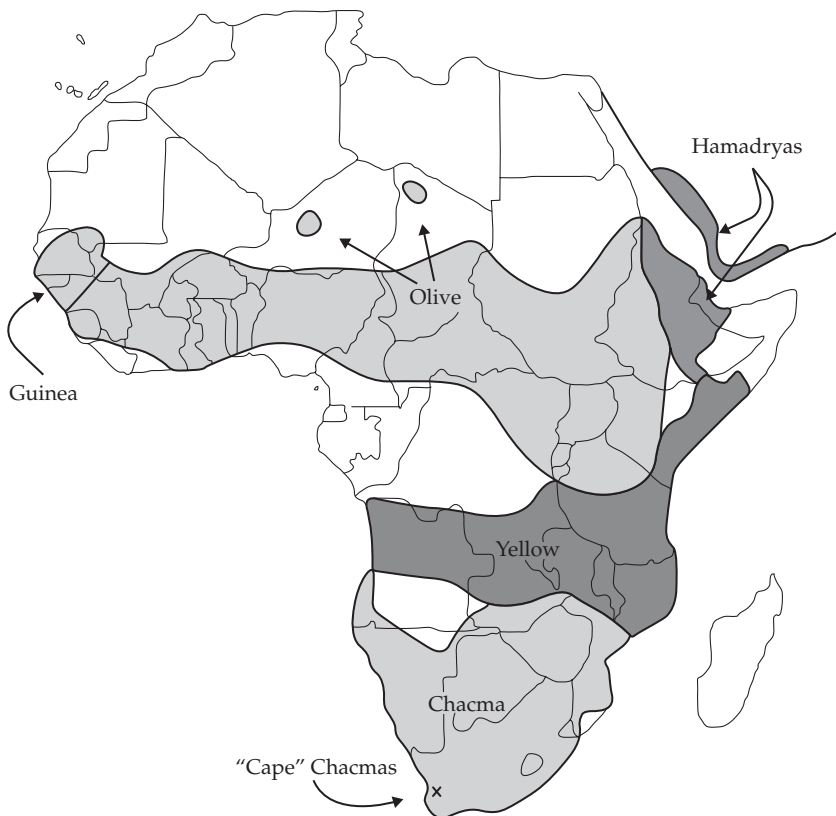 Hamadryas
Olive
Guinea
Yellow
Chacma
“Cape” Chacmas
x